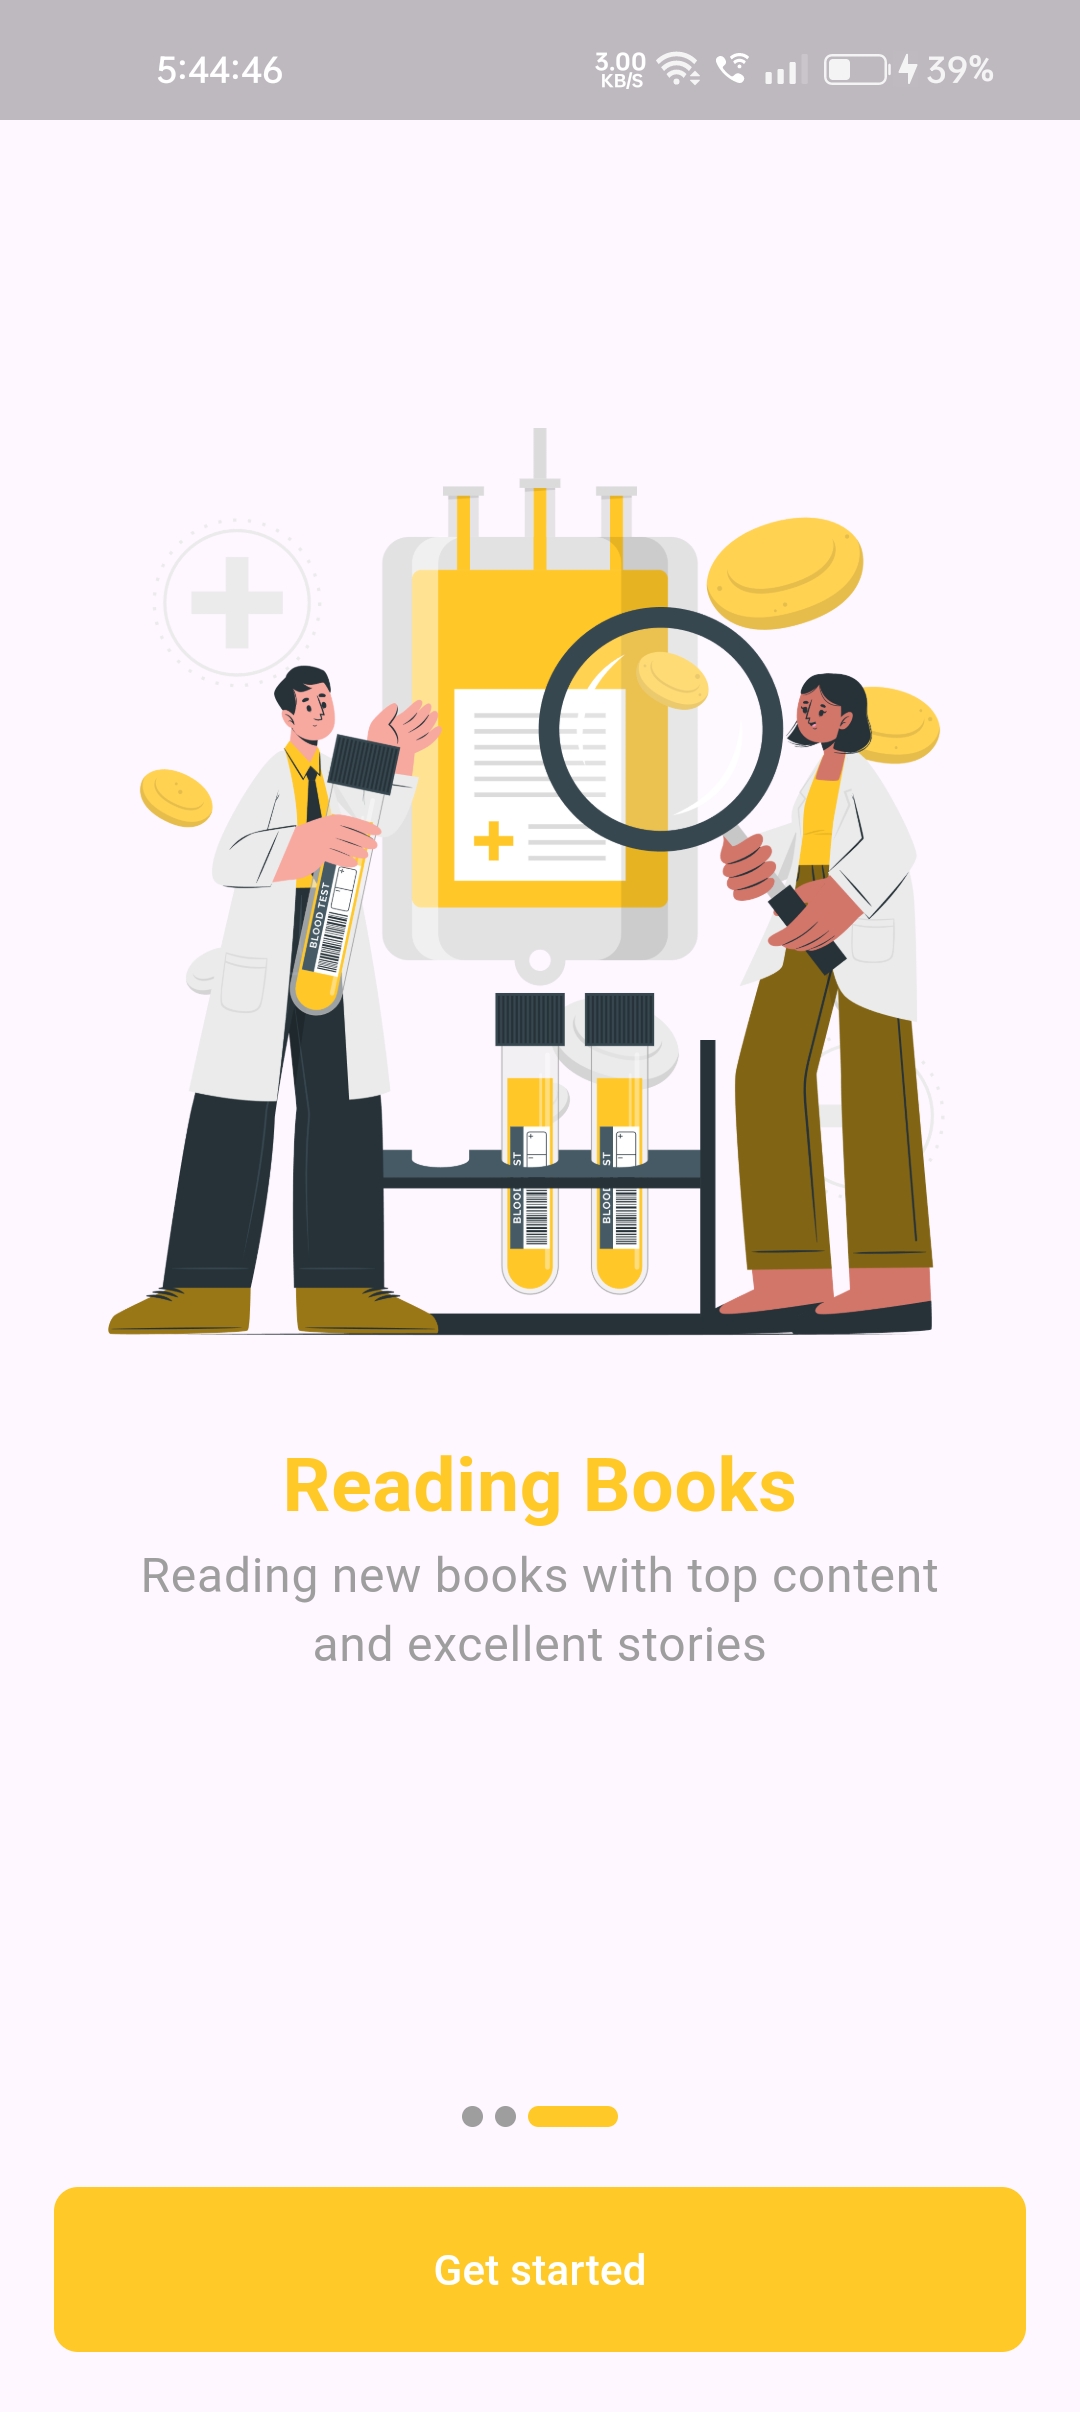 5:44:46
3.00
KB/S
39%
BLOOD TEST
BLOOD ST
BLOOD ST
Reading Books
Reading new books with top content
and excellent stories
Get started